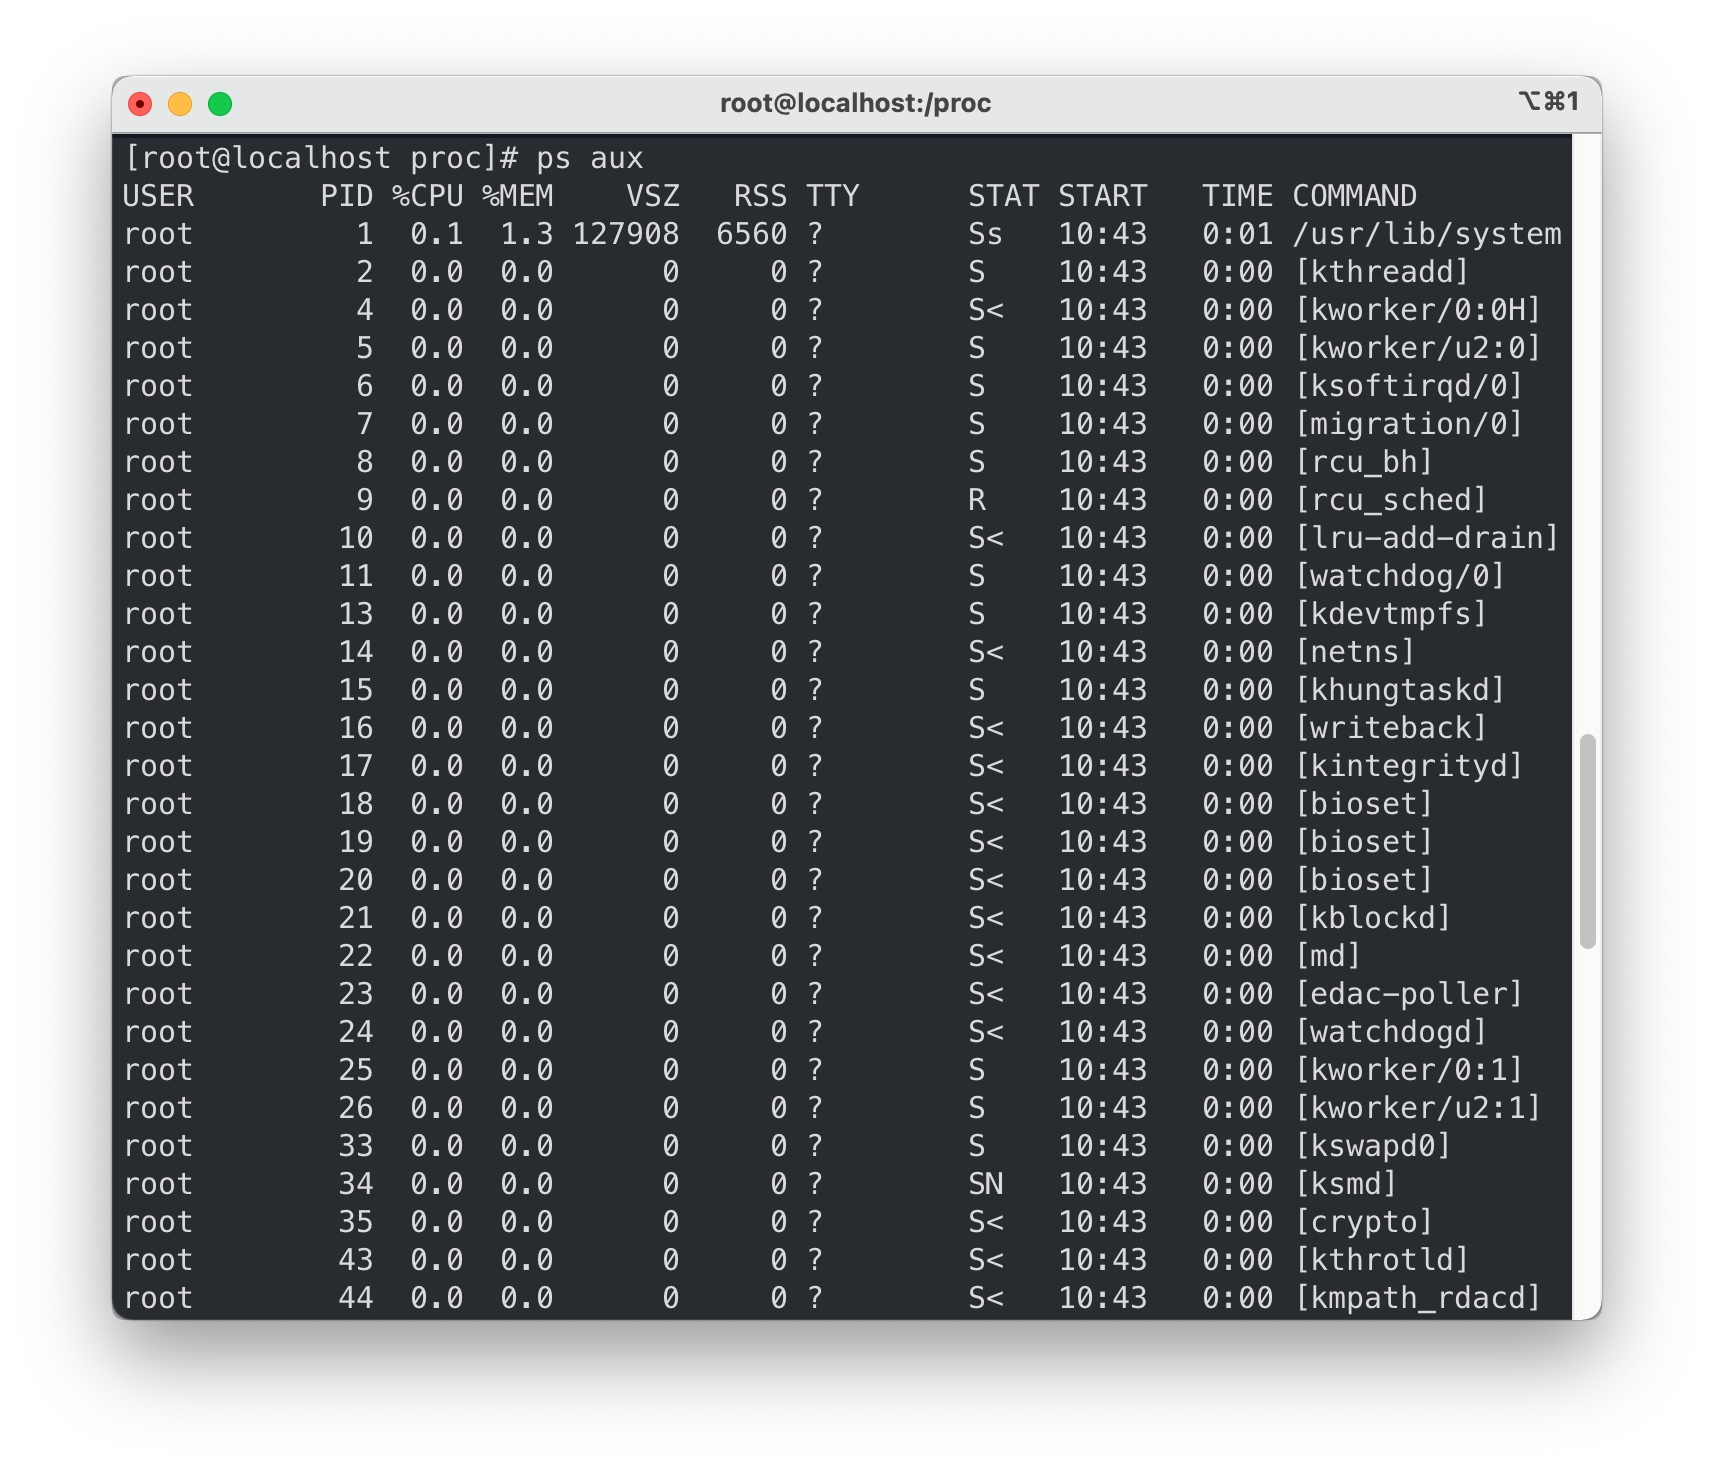 root@localhost:/proc ⌥⌘1
[root@localhost proc]# ps aux
USER       PID %CPU %MEM    VSZ   RSS TTY      STAT START   TIME COMMAND
root         1  0.1  1.3 127908  6560 ?        Ss   10:43   0:01 /usr/lib/system
root         2  0.0  0.0      0     0 ?        S    10:43   0:00 [kthreadd]
root         4  0.0  0.0      0     0 ?        S<   10:43   0:00 [kworker/0:0H]
root         5  0.0  0.0      0     0 ?        S    10:43   0:00 [kworker/u2:0]
root         6  0.0  0.0      0     0 ?        S    10:43   0:00 [ksoftirqd/0]
root         7  0.0  0.0      0     0 ?        S    10:43   0:00 [migration/0]
root         8  0.0  0.0      0     0 ?        S    10:43   0:00 [rcu_bh]
root         9  0.0  0.0      0     0 ?        R    10:43   0:00 [rcu_sched]
root        10  0.0  0.0      0     0 ?        S<   10:43   0:00 [lru-add-drain]
root        11  0.0  0.0      0     0 ?        S    10:43   0:00 [watchdog/0]
root        13  0.0  0.0      0     0 ?        S    10:43   0:00 [kdevtmpfs]
root        14  0.0  0.0      0     0 ?        S<   10:43   0:00 [netns]
root        15  0.0  0.0      0     0 ?        S    10:43   0:00 [khungtaskd]
root        16  0.0  0.0      0     0 ?        S<   10:43   0:00 [writeback]
root        17  0.0  0.0      0     0 ?        S<   10:43   0:00 [kintegrityd]
root        18  0.0  0.0      0     0 ?        S<   10:43   0:00 [bioset]
root        19  0.0  0.0      0     0 ?        S<   10:43   0:00 [bioset]
root        20  0.0  0.0      0     0 ?        S<   10:43   0:00 [bioset]
root        21  0.0  0.0      0     0 ?        S<   10:43   0:00 [kblockd]
root        22  0.0  0.0      0     0 ?        S<   10:43   0:00 [md]
root        23  0.0  0.0      0     0 ?        S<   10:43   0:00 [edac-poller]
root        24  0.0  0.0      0     0 ?        S<   10:43   0:00 [watchdogd]
root        25  0.0  0.0      0     0 ?        S    10:43   0:00 [kworker/0:1]
root        26  0.0  0.0      0     0 ?        S    10:43   0:00 [kworker/u2:1]
root        33  0.0  0.0      0     0 ?        S    10:43   0:00 [kswapd0]
root        34  0.0  0.0      0     0 ?        SN   10:43   0:00 [ksmd]
root        35  0.0  0.0      0     0 ?        S<   10:43   0:00 [crypto]
root        43  0.0  0.0      0     0 ?        S<   10:43   0:00 [kthrotld]
root        44  0.0  0.0      0     0 ?        S<   10:43   0:00 [kmpath_rdacd]